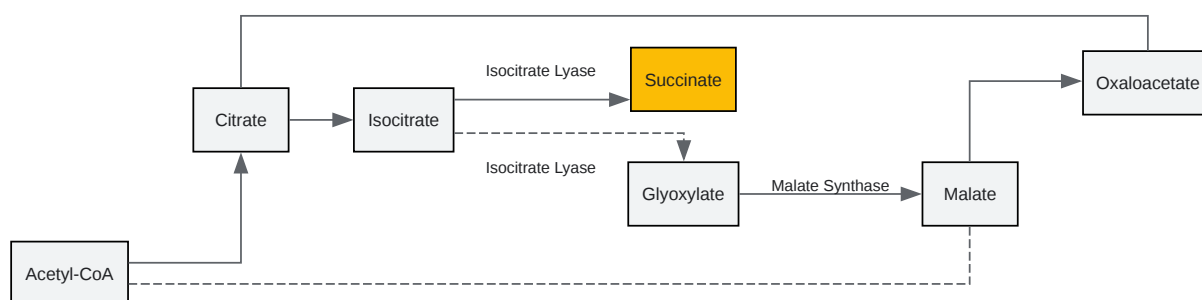 Isocitrate Lyase
Succinate
Oxaloacetate
Citrate
Isocitrate
Isocitrate Lyase
Glyoxylate
Malate Synthase
Malate
Acetyl-CoA